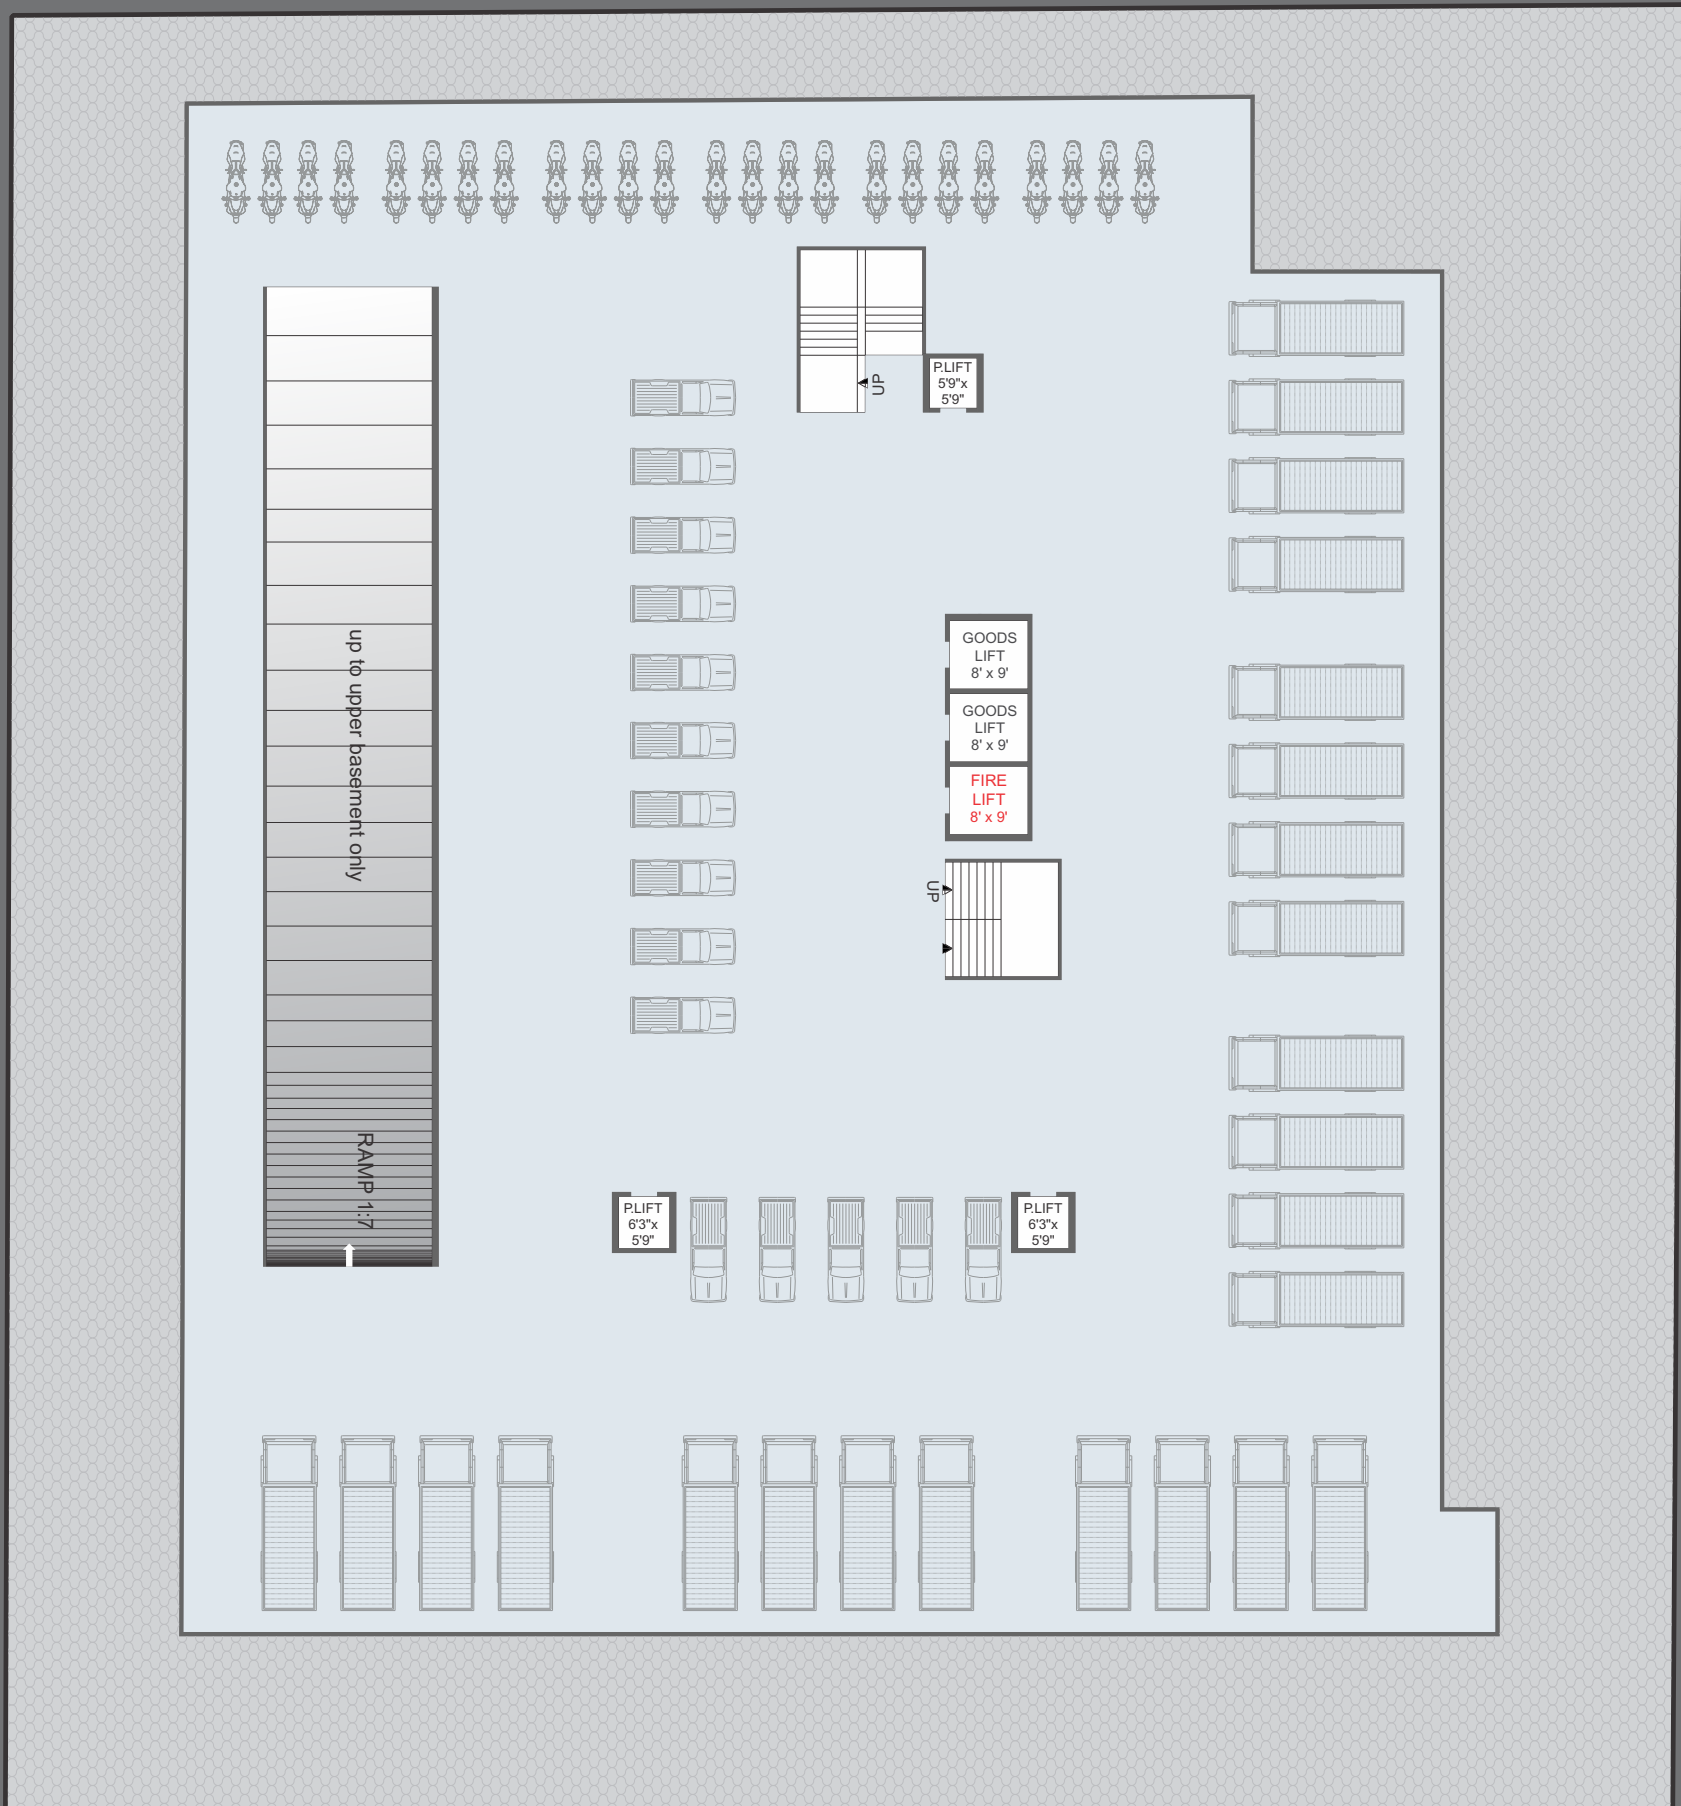 UP
P.LIFT
5'9"x
5'9"
GOODS
LIFT
8' x 9'
GOODS
LIFT
8' x 9'
FIRE
LIFT
8' x 9'
UP
up to upper basement only
RAMP 1:7
P.LIFT
6'3"x
5'9"
P.LIFT
6'3"x
5'9"